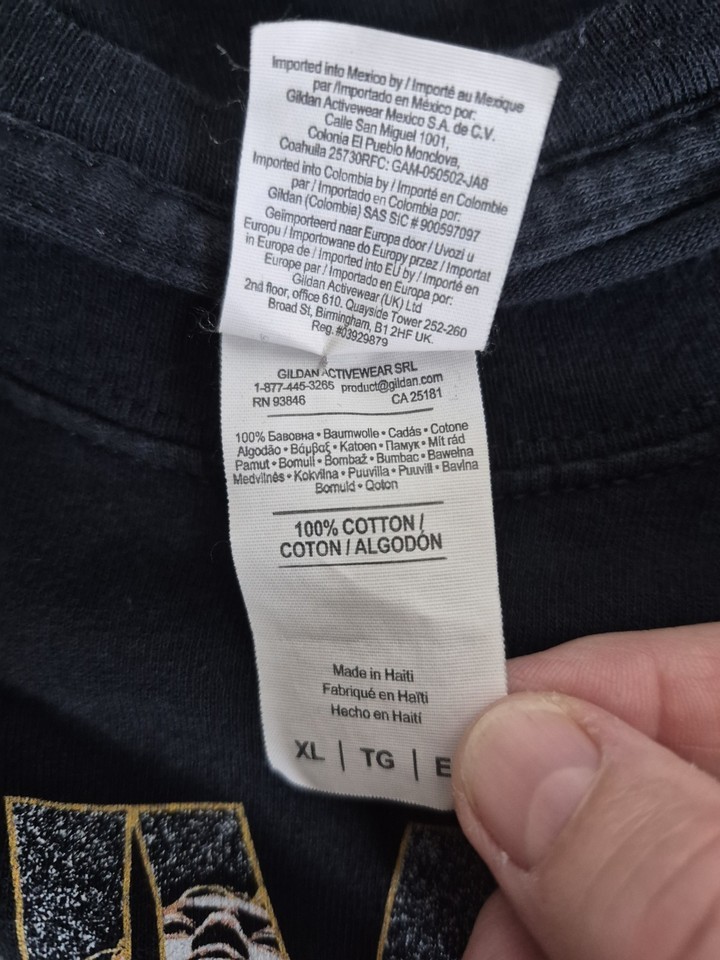 Imported into Mexico by / Importé au Mexique
par /Importado en México por:
Gildan Activewear Mexico S.A. de C.V.
Calle San Miguel 1001,
Colonia El Pueblo Monclova,
Coahuila 25730RFC: GAM-050502-JA8
Imported into Colombia by / Importé en Colombie
par / Importado en Colombia por:
Gildan (Colombia) SAS SIC # 900597097
Geïmporteerd naar Europa door / Uvozi u
Europu / Importowane do Europy przez / Importat
in Europa de / Imported into EU by / Importé en
Europe par / Importado en Europa por:
Gildan Activewear (UK) Ltd
2nd floor, office 610. Quayside Tower 252-260
Broad St, Birmingham, B1 2HF UK.
Reg. #03929879
GILDAN ACTIVEWEAR SRL
1-877-445-3265 product@gildan.com
RN 93846 CA 25181
100% Бавовна • Baumwolle • Cadás • Cotone
Algodão • Βάμβαξ • Katoen • Памук • Mít rád
Pamut • Bomull • Bombaž • Bumbac • Bawełna
Medvilnės • Kokvilna • Puuvilla • Puuvill • Bavlna
Bomuld • Qoton
100% COTTON /
COTON / ALGODÓN
Made in Haiti
Fabriqué en Haïti
Hecho en Haití
XL | TG | E